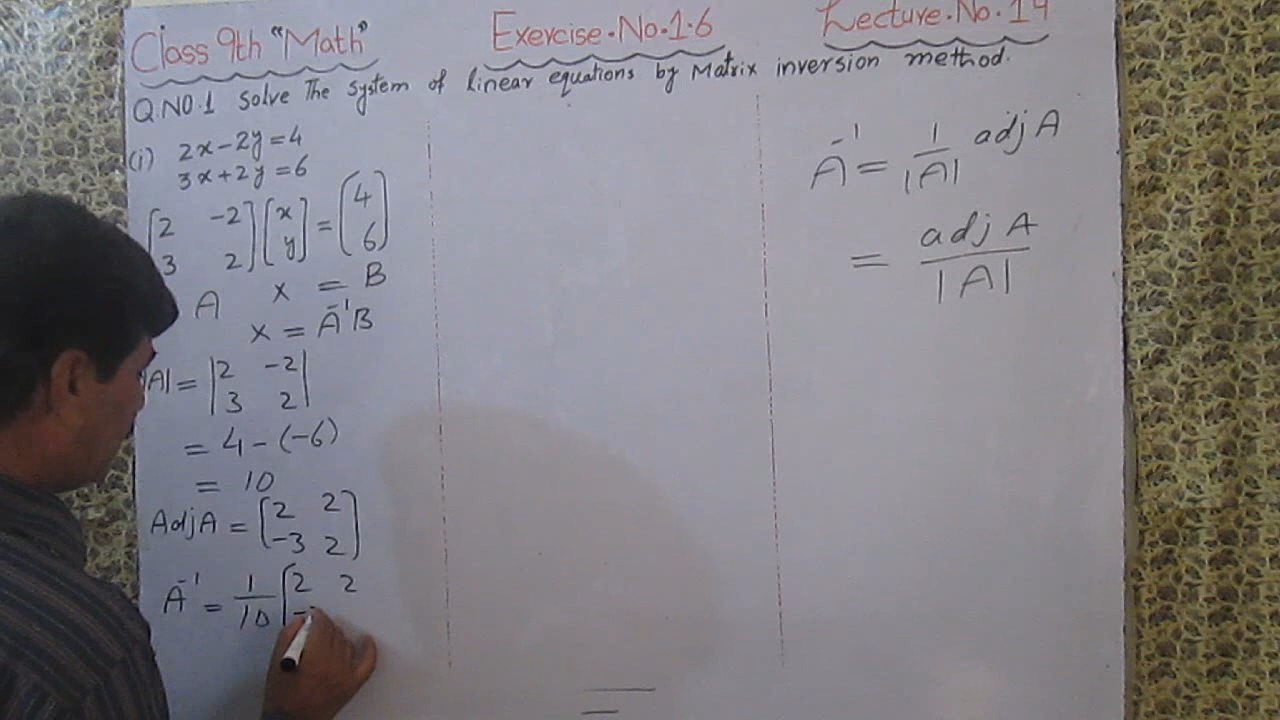 Class 9th "Math" Exercise.No.1.6 Lecture.No.14
Q.NO.1 Solve The system of linear equations by Matrix inversion method.
(i) 2x-2y=4
3x+2y=6
[2 -2] [x] = [4]
[3 2] [y] [6]
A x = B
x = A⁻¹B
|A| = |2 -2|
|3 2|
= 4-(-6)
= 10
AdjA = [2 2]
[-3 2]
A⁻¹ = 1/10 [2 2
A⁻¹ = 1/|A| adj A
= adj A/|A|